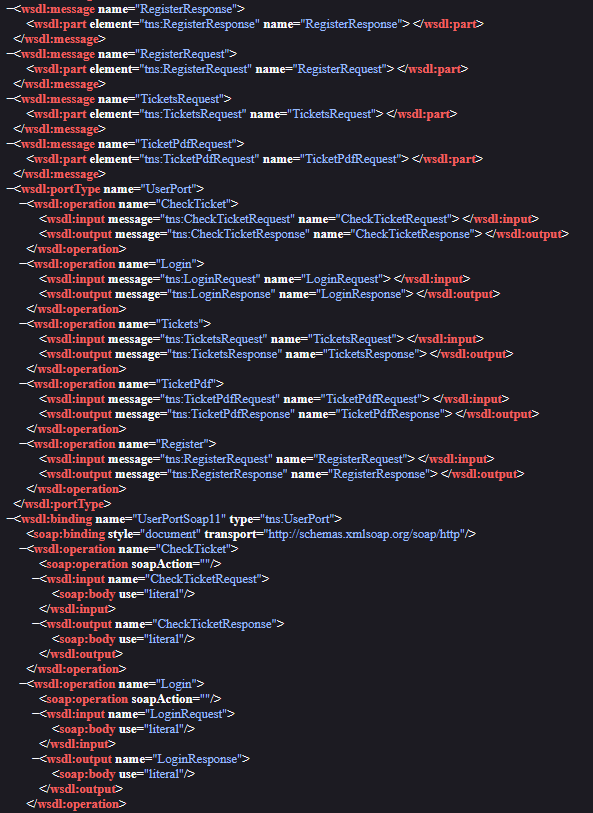 −<wsdl:message name="RegisterResponse">
<wsdl:part element="tns:RegisterResponse" name="RegisterResponse"> </wsdl:part>
</wsdl:message>
−<wsdl:message name="RegisterRequest">
<wsdl:part element="tns:RegisterRequest" name="RegisterRequest"> </wsdl:part>
</wsdl:message>
−<wsdl:message name="TicketsRequest">
<wsdl:part element="tns:TicketsRequest" name="TicketsRequest"> </wsdl:part>
</wsdl:message>
−<wsdl:message name="TicketPdfRequest">
<wsdl:part element="tns:TicketPdfRequest" name="TicketPdfRequest"> </wsdl:part>
</wsdl:message>
−<wsdl:portType name="UserPort">
−<wsdl:operation name="CheckTicket">
<wsdl:input message="tns:CheckTicketRequest" name="CheckTicketRequest"> </wsdl:input>
<wsdl:output message="tns:CheckTicketResponse" name="CheckTicketResponse"> </wsdl:output>
</wsdl:operation>
−<wsdl:operation name="Login">
<wsdl:input message="tns:LoginRequest" name="LoginRequest"> </wsdl:input>
<wsdl:output message="tns:LoginResponse" name="LoginResponse"> </wsdl:output>
</wsdl:operation>
−<wsdl:operation name="Tickets">
<wsdl:input message="tns:TicketsRequest" name="TicketsRequest"> </wsdl:input>
<wsdl:output message="tns:TicketsResponse" name="TicketsResponse"> </wsdl:output>
</wsdl:operation>
−<wsdl:operation name="TicketPdf">
<wsdl:input message="tns:TicketPdfRequest" name="TicketPdfRequest"> </wsdl:input>
<wsdl:output message="tns:TicketPdfResponse" name="TicketPdfResponse"> </wsdl:output>
</wsdl:operation>
−<wsdl:operation name="Register">
<wsdl:input message="tns:RegisterRequest" name="RegisterRequest"> </wsdl:input>
<wsdl:output message="tns:RegisterResponse" name="RegisterResponse"> </wsdl:output>
</wsdl:operation>
</wsdl:portType>
−<wsdl:binding name="UserPortSoap11" type="tns:UserPort">
<soap:binding style="document" transport="http://schemas.xmlsoap.org/soap/http"/>
−<wsdl:operation name="CheckTicket">
<soap:operation soapAction=""/>
−<wsdl:input name="CheckTicketRequest">
<soap:body use="literal"/>
</wsdl:input>
−<wsdl:output name="CheckTicketResponse">
<soap:body use="literal"/>
</wsdl:output>
</wsdl:operation>
−<wsdl:operation name="Login">
<soap:operation soapAction=""/>
−<wsdl:input name="LoginRequest">
<soap:body use="literal"/>
</wsdl:input>
−<wsdl:output name="LoginResponse">
<soap:body use="literal"/>
</wsdl:output>
</wsdl:operation>